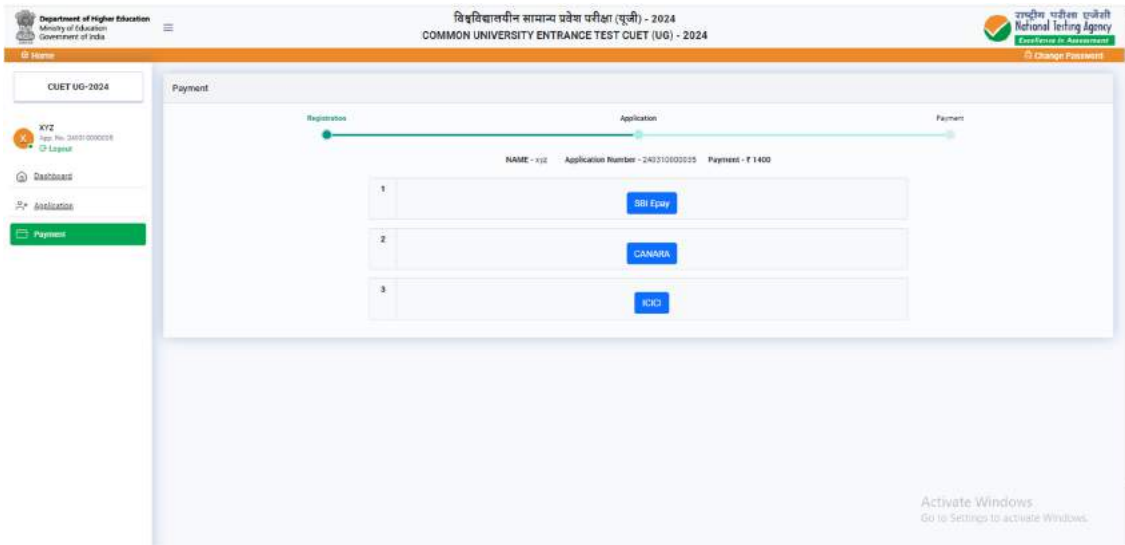 Department of Higher Education
Ministry of Education
Government of India
विश्वविद्यालयीन सामान्य प्रवेश परीक्षा (यूजी) - 2024
COMMON UNIVERSITY ENTRANCE TEST CUET (UG) - 2024
राष्ट्रीय परीक्षा एजेंसी
National Testing Agency
Excellence in Assessment
Home
Change Password
CUET UG-2024
X
XYZ
App. No.
Logout
Dashboard
Application
Payment
Payment
Registration
Application
Payment
NAME - xyz Application Number - 240310000035 Payment - ₹ 1400
1
SBI Epay
2
CANARA
3
ICICI
Activate Windows
Go to Settings to activate Windows.